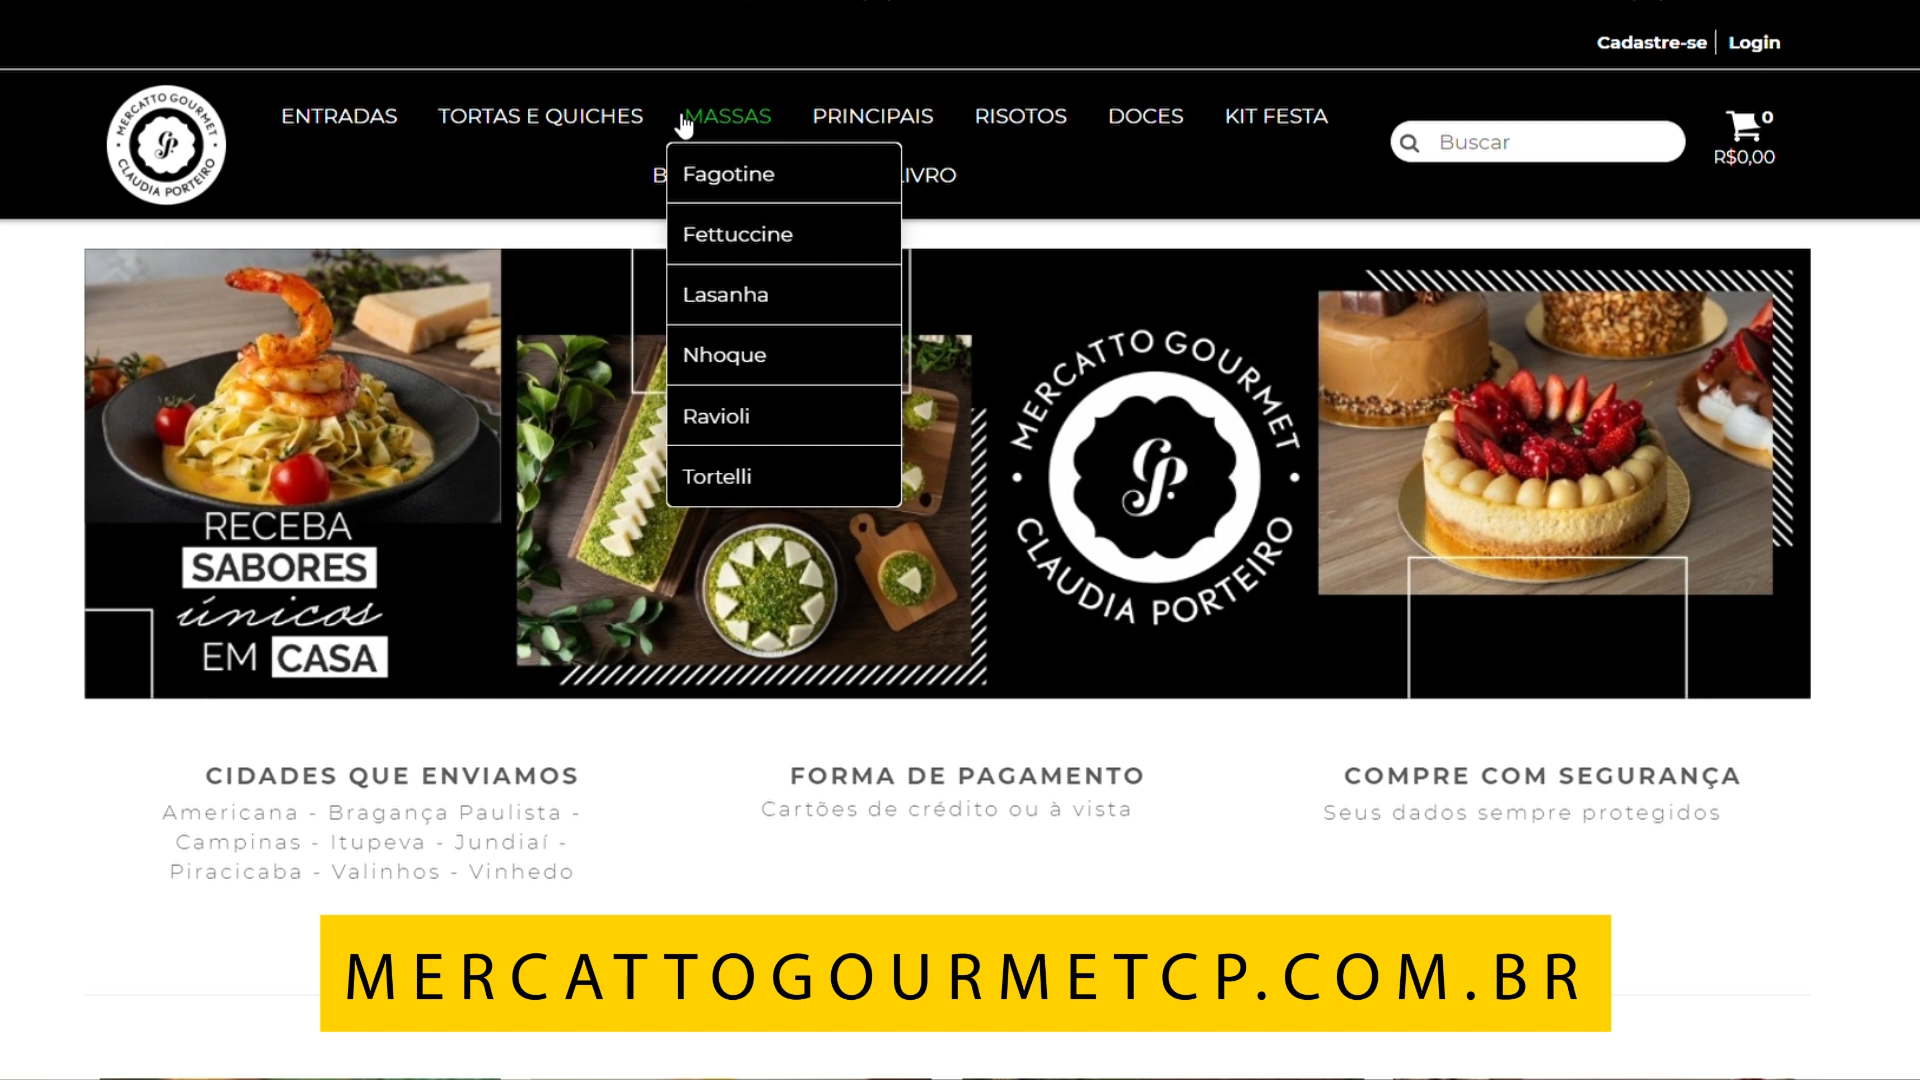 Cadastre-se Login
MERCATTO GOURMET
CLAUDIA PORTEIRO
ENTRADAS TORTAS E QUICHES MASSAS PRINCIPAIS RISOTOS DOCES KIT FESTA
Buscar
0
R$0,00
Fagotine
Fettuccine
Lasanha
Nhoque
Ravioli
Tortelli
RECEBA
SABORES
únicos
EM CASA
MERCATTO GOURMET
CP
CLAUDIA PORTEIRO
CIDADES QUE ENVIAMOS
Americana - Bragança Paulista -
Campinas - Itupeva - Jundiaí -
Piracicaba - Valinhos - Vinhedo
FORMA DE PAGAMENTO
Cartões de crédito ou à vista
COMPRE COM SEGURANÇA
Seus dados sempre protegidos
MERCATTOGOURMETCP.COM.BR